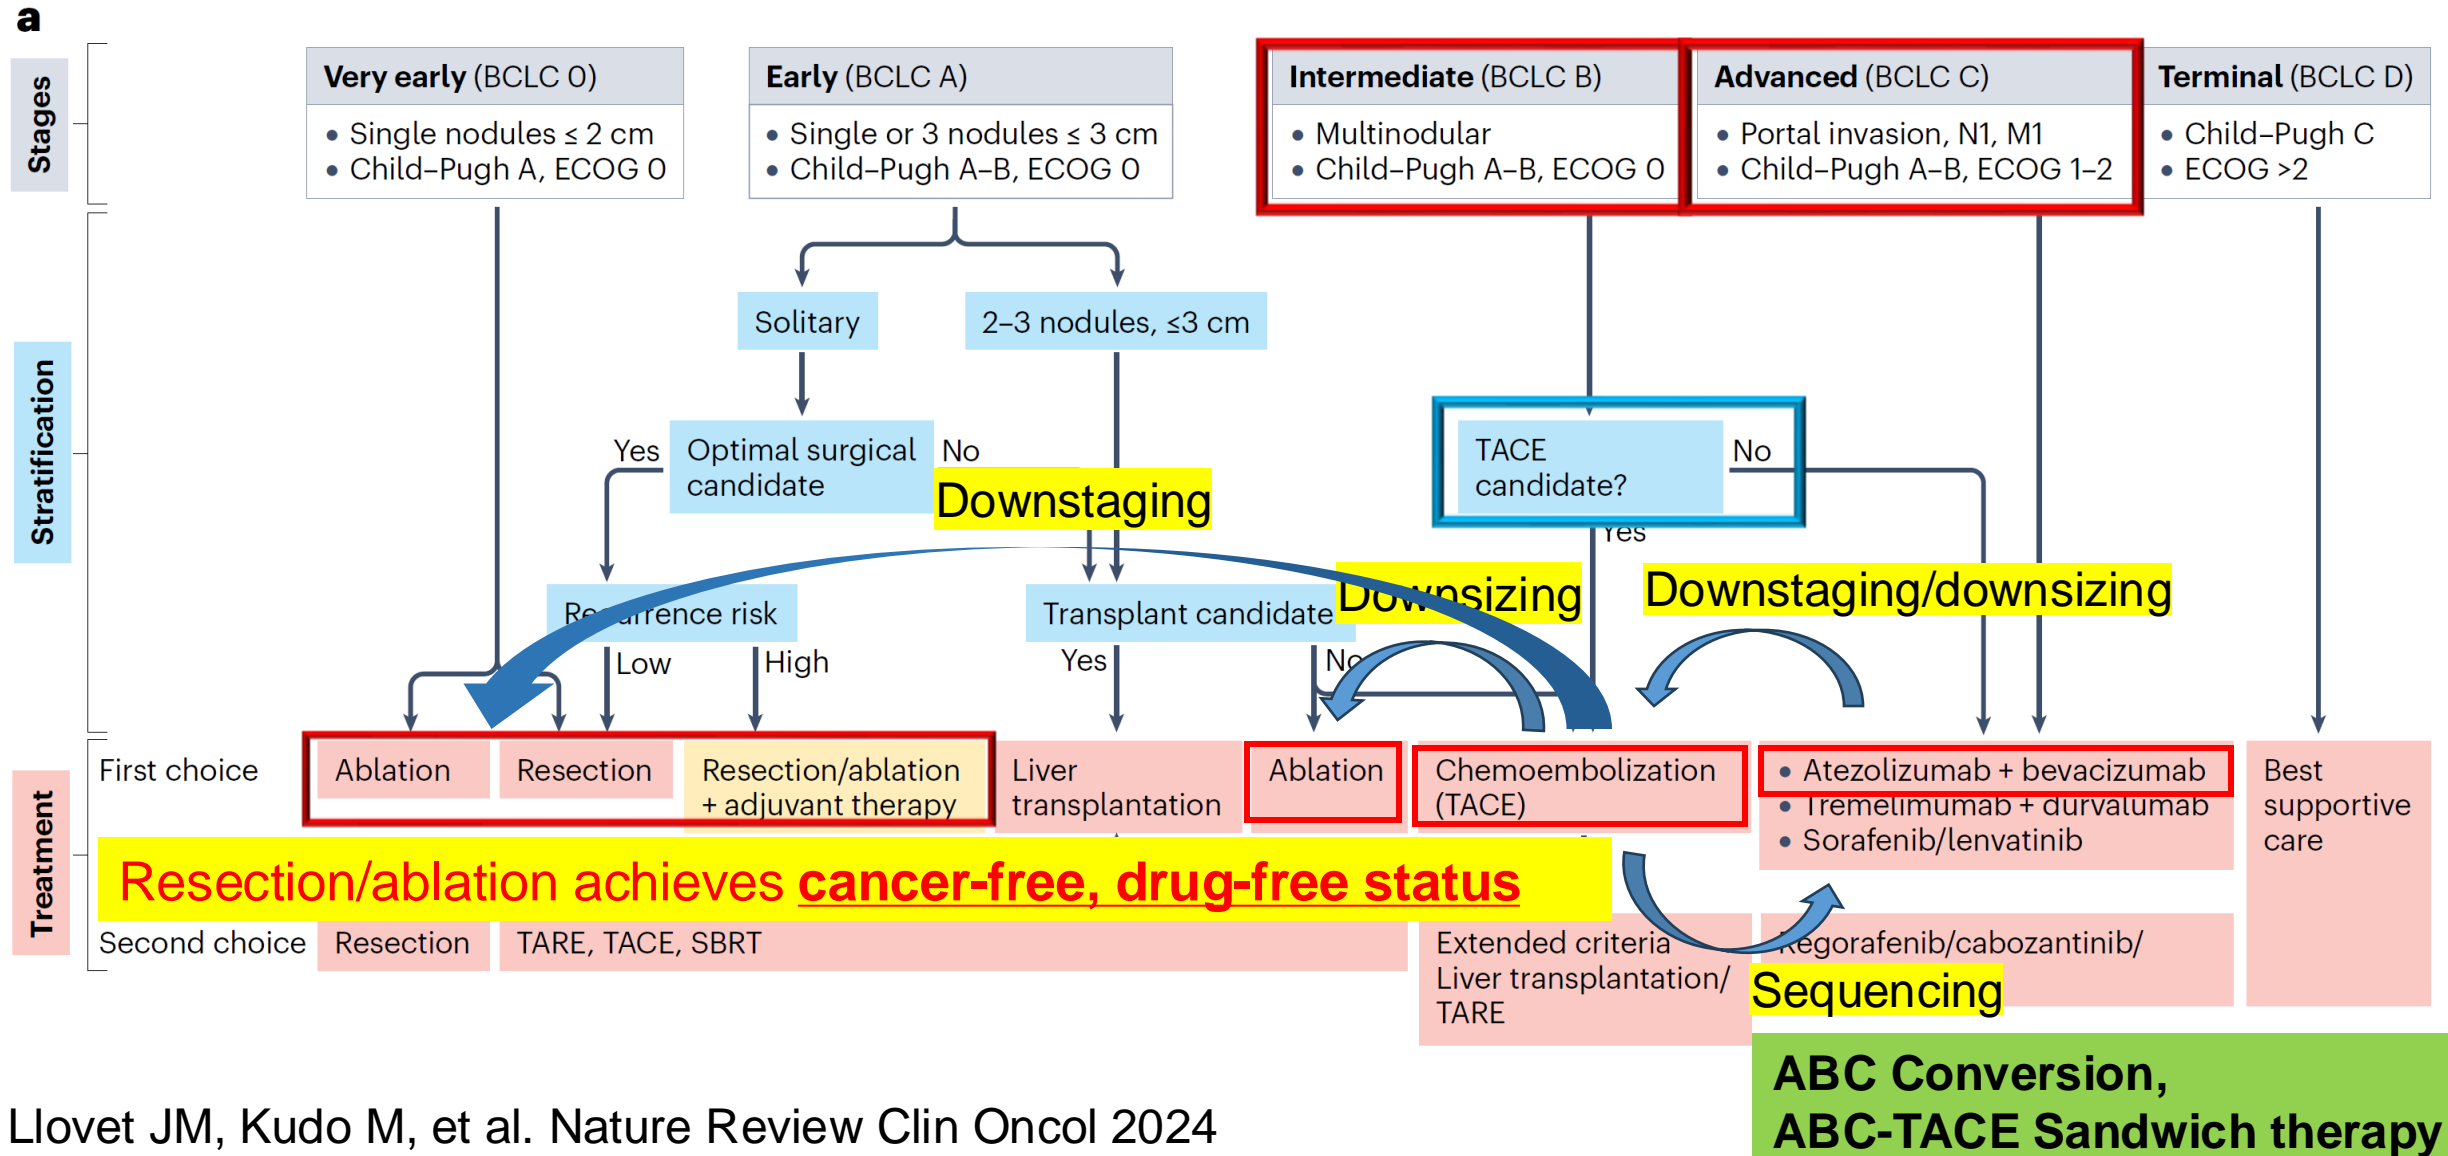 a
Stages
Very early (BCLC 0)
• Single nodules ≤ 2 cm
• Child–Pugh A, ECOG 0
Early (BCLC A)
• Single or 3 nodules ≤ 3 cm
• Child–Pugh A–B, ECOG 0
Intermediate (BCLC B)
• Multinodular
• Child–Pugh A–B, ECOG 0
Advanced (BCLC C)
• Portal invasion, N1, M1
• Child–Pugh A–B, ECOG 1–2
Terminal (BCLC D)
• Child–Pugh C
• ECOG >2
Stratification
Solitary
2–3 nodules, ≤3 cm
Yes
Optimal surgical
candidate
No
Downstaging
TACE
candidate?
No
Yes
Recurrence risk
Low
High
Transplant candidate
Yes
No
Downsizing
Downstaging/downsizing
Treatment
First choice
Ablation
Resection
Resection/ablation
+ adjuvant therapy
Liver
transplantation
Ablation
Chemoembolization
(TACE)
• Atezolizumab + bevacizumab
• Tremelimumab + durvalumab
• Sorafenib/lenvatinib
Best
supportive
care
Resection/ablation achieves cancer-free, drug-free status
Second choice
Resection
TARE, TACE, SBRT
Extended criteria
Liver transplantation/
TARE
Regorafenib/cabozantinib/
Sequencing
ABC Conversion,
ABC-TACE Sandwich therapy
Llovet JM, Kudo M, et al. Nature Review Clin Oncol 2024